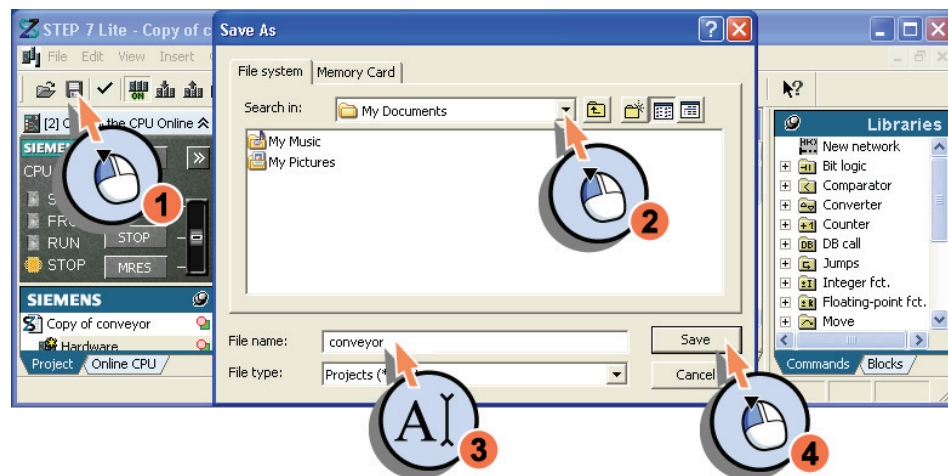 STEP 7 Lite - Copy of c
Save As
File Edit View Insert
File system
Memory Card
Search in:
My Documents
My Music
My Pictures
[2] the CPU Online
SIEME
CPU
FR
RUN
STOP
STOP
MRES
SIEMENS
Copy of conveyor
Hardware
Project
Online CPU
File name:
conveyor
Save
File type:
Projects (*
Cancel
Libraries
New network
Bit logic
Comparator
Converter
Counter
DB call
Jumps
Integer fct.
Floating-point fct.
Move
Commands
Blocks
1
2
A
3
4